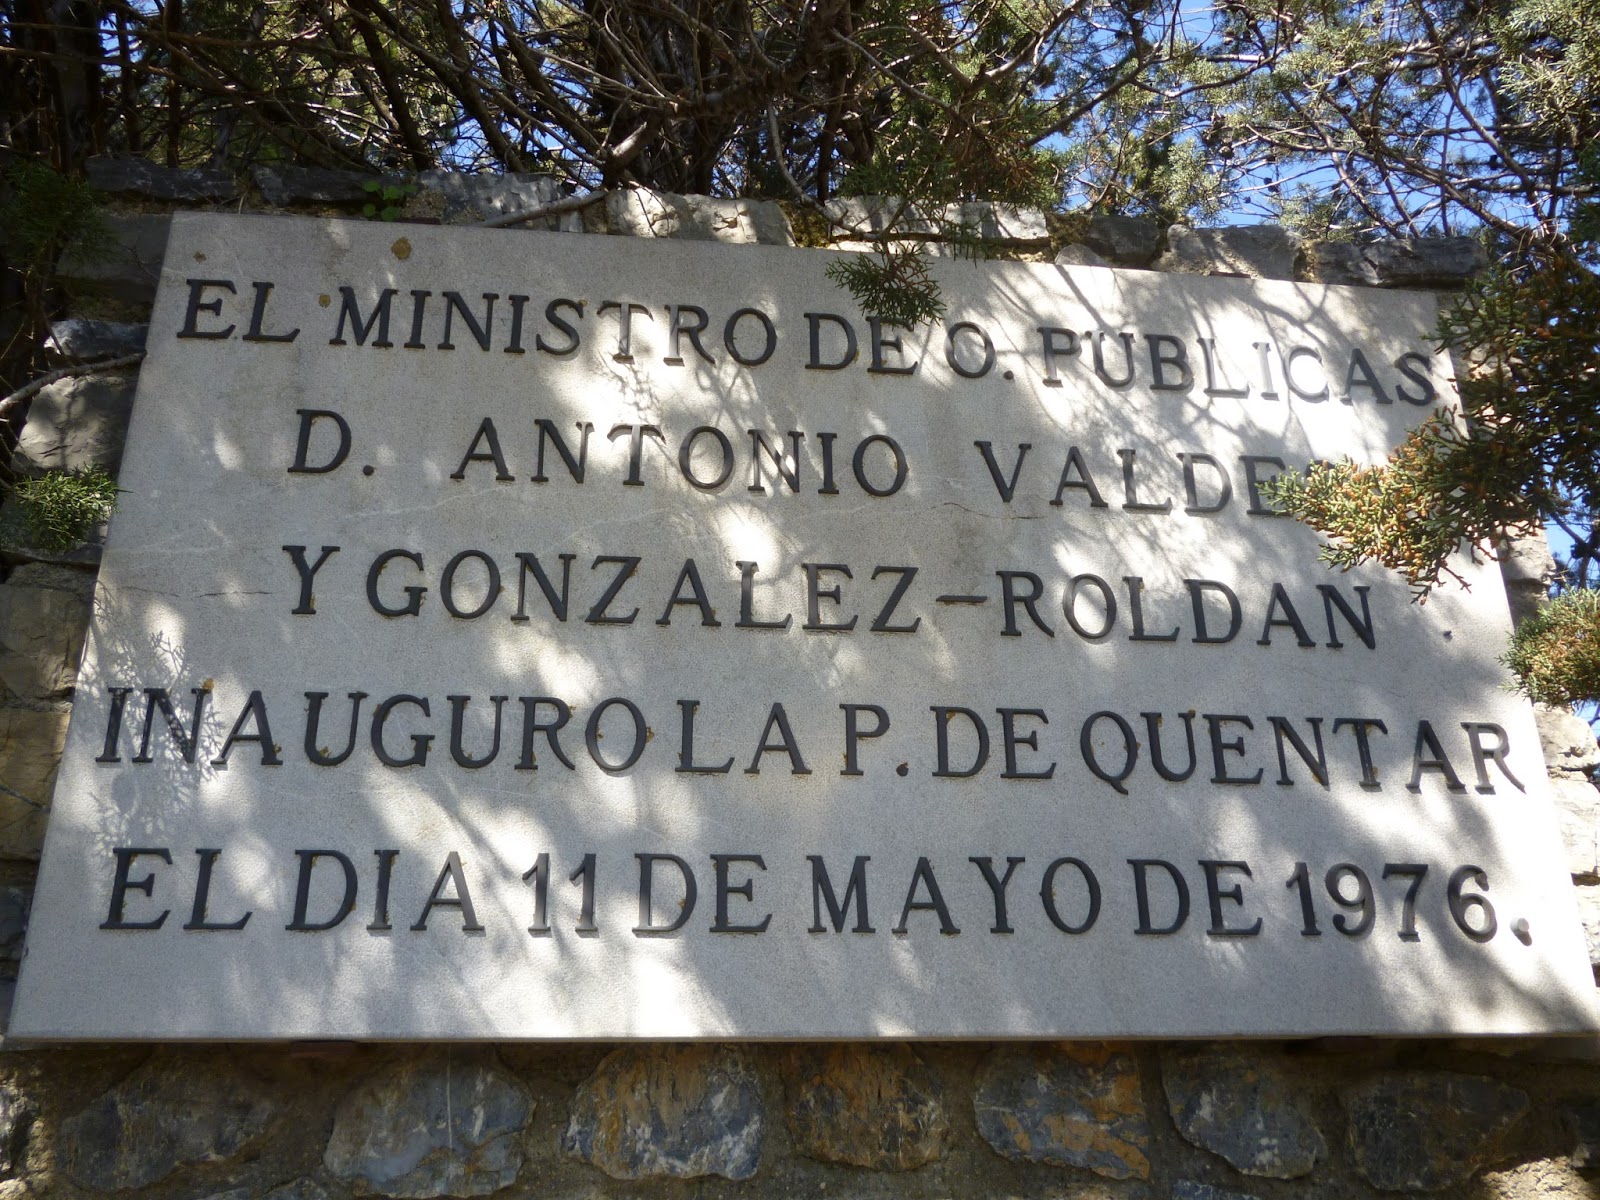 EL MINISTRO DE O. PUBLICAS
D. ANTONIO
Y GONZALEZ-ROLDAN
INAUGURO LA P. DE QUENTAR
EL DIA 11 DE MAYO DE 1976.